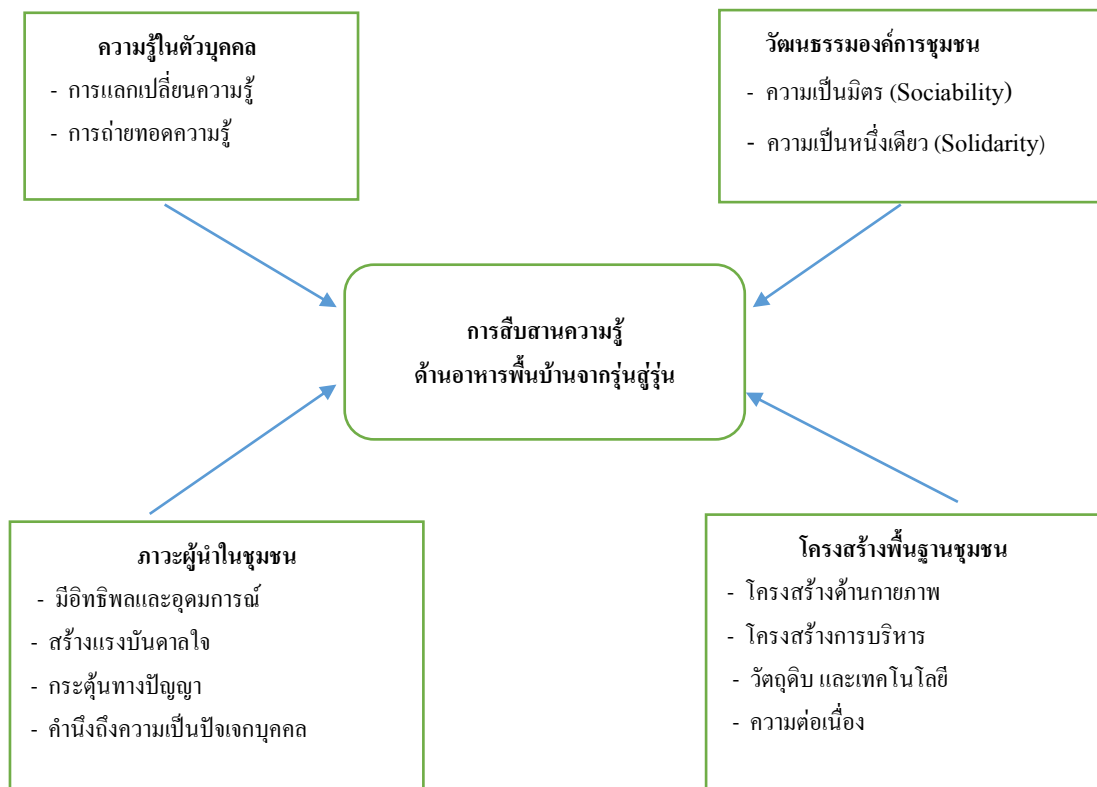 ความรู้ในตัวบุคคล
- การแลกเปลี่ยนความรู้
- การถ่ายทอดความรู้
วัฒนธรรมองค์การชุมชน
- ความเป็นมิตร (Sociability)
- ความเป็นหนึ่งเดียว (Solidarity)
การสืบสานความรู้
ด้านอาหารพื้นบ้านจากรุ่นสู่รุ่น
ภาวะผู้นำในชุมชน
- มีอิทธิพลและอุดมการณ์
- สร้างแรงบันดาลใจ
- กระตุ้นทางปัญญา
- คำนึงถึงความเป็นปัจเจกบุคคล
โครงสร้างพื้นฐานชุมชน
- โครงสร้างด้านกายภาพ
- โครงสร้างการบริหาร
- วัตถุดิบ และเทคโนโลยี
- ความต่อเนื่อง